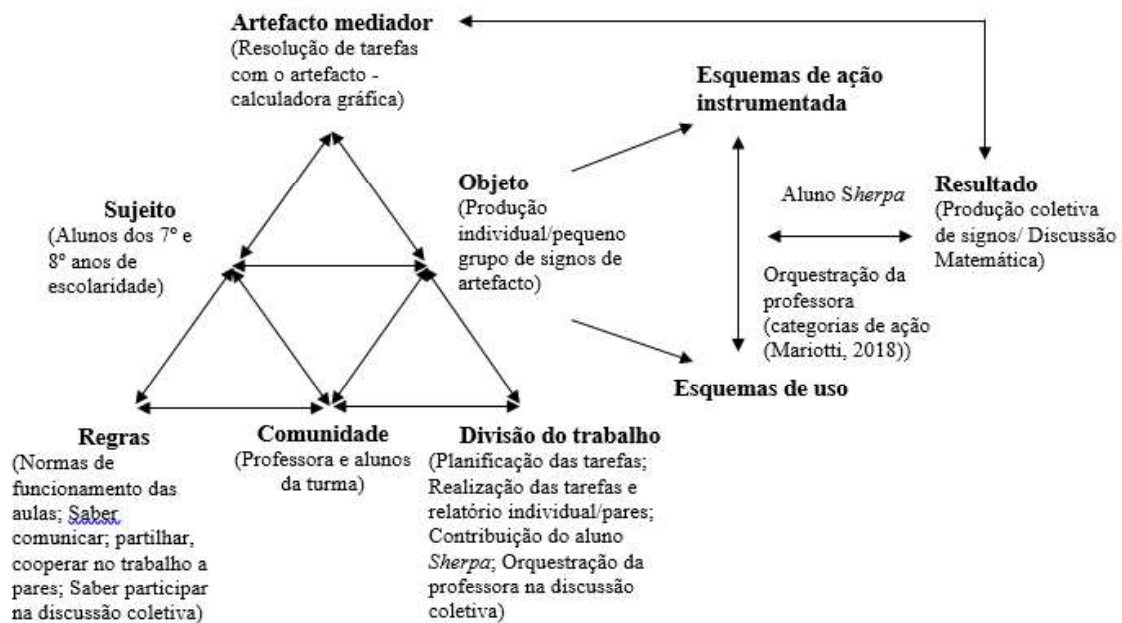 Artefacto mediador
(Resolução de tarefas
com o artefacto -
calculadora gráfica)
Esquemas de ação
instrumentada
Sujeito
(Alunos dos 7º e
8º anos de
escolaridade)
Objeto
(Produção
individual/pequeno
grupo de signos de
artefacto)
Aluno Sherpa
Orquestração da
professora
(categorias de ação
(Mariotti, 2018))
Resultado
(Produção coletiva
de signos/ Discussão
Matemática)
Esquemas de uso
Regras
(Normas de
funcionamento das
aulas; Saber
comunicar; partilhar,
cooperar no trabalho a
pares; Saber participar
na discussão coletiva)
Comunidade
(Professora e alunos
da turma)
Divisão do trabalho
(Planificação das tarefas;
Realização das tarefas e
relatório individual/pares;
Contribuição do aluno
Sherpa; Orquestração da
professora na discussão
coletiva)